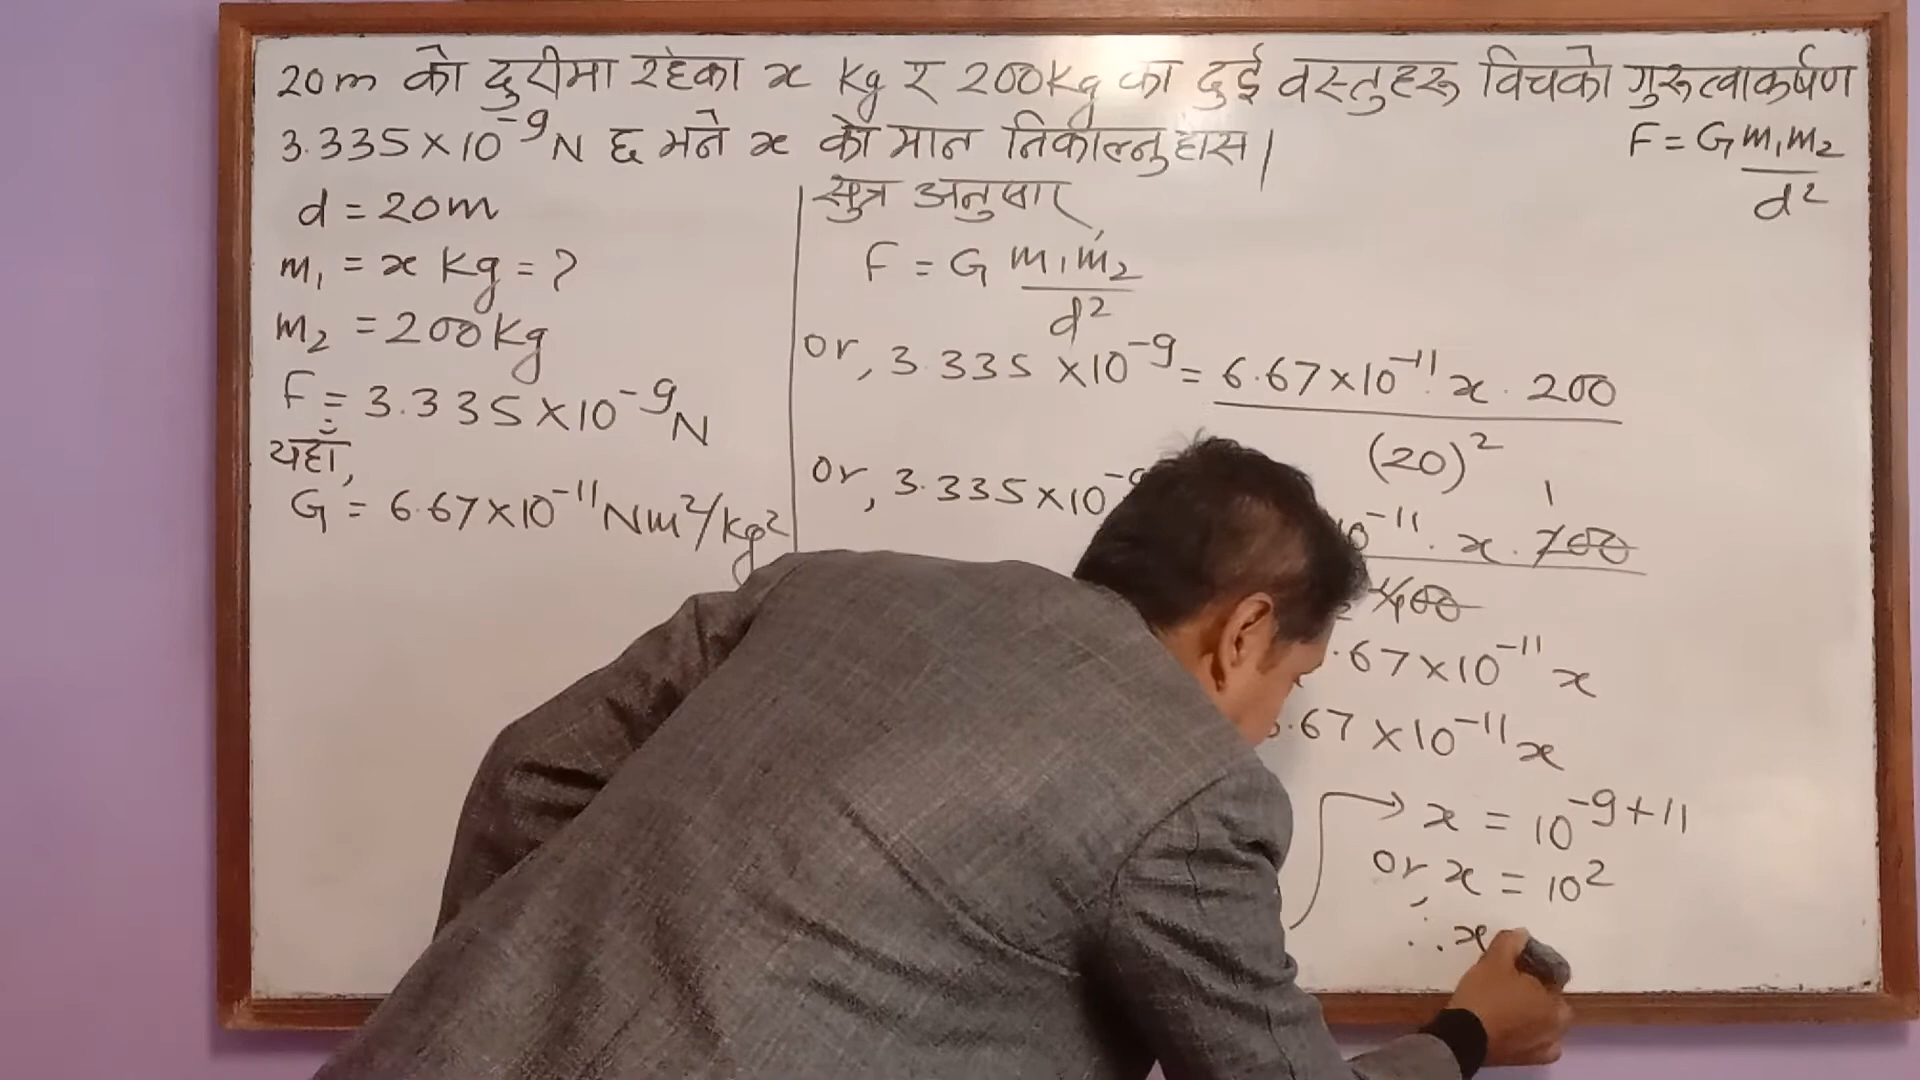 20m को दुरीमा रहेका x kg र 200kg का दुई वस्तुहरू विचको गुरूत्वाकर्षण
3.335×10⁻⁹N छ भने x को मान निकाल्नुहोस।
F = G m₁m₂
d²
d = 20m
m₁ = x kg = ?
m₂ = 200kg
F = 3.335×10⁻⁹N
यहाँ,
G = 6.67×10⁻¹¹Nm²/kg²
सुत्र अनुसार,
F = G m₁m₂
d²
or, 3.335×10⁻⁹ = 6.67×10⁻¹¹ x · 200
(20)²
or, 3.335×10⁻⁹
10⁻¹¹ · x · 200
1
400
2
.67×10⁻¹¹ x
.67×10⁻¹¹ x
→ x = 10⁻⁹⁺¹¹
or x = 10²
∴ x